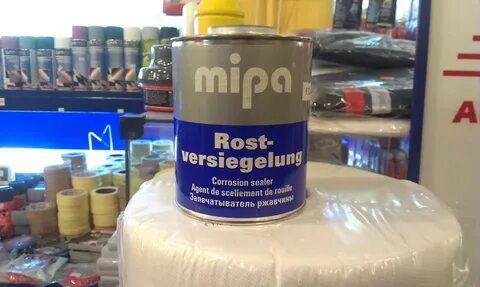 mipa
Rost-
versiegelung
Corrosion sealer
Agent de scellement de rouille
Запечатыватель ржавчины
A